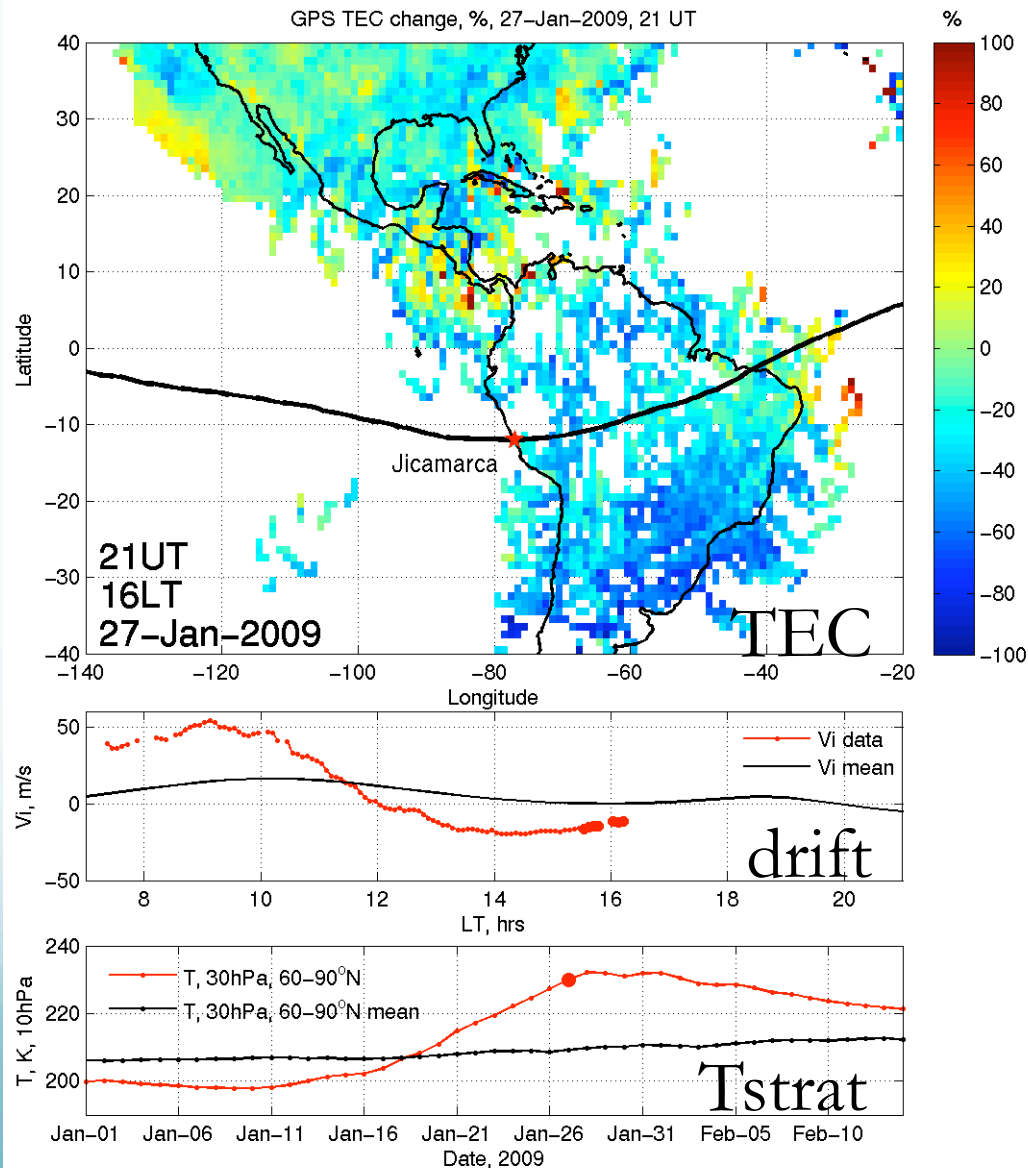 GPS TEC change, %, 27-Jan-2009, 21 UT
%
40
30
20
10
0
-10
-20
-30
-40
Latitude
Jicamarca
21UT
16LT
27-Jan-2009
TEC
-140
-120
-100
-80
-60
-40
-20
Longitude
100
80
60
40
20
0
-20
-40
-60
-80
-100
50
0
-50
Vi, m/s
Vi data
Vi mean
drift
8
10
12
14
16
18
20
LT, hrs
240
220
200
T, K, 10hPa
T, 30hPa, 60-90°N
T, 30hPa, 60-90°N mean
Tstrat
Jan-01
Jan-06
Jan-11
Jan-16
Jan-21
Jan-26
Jan-31
Feb-05
Feb-10
Date, 2009